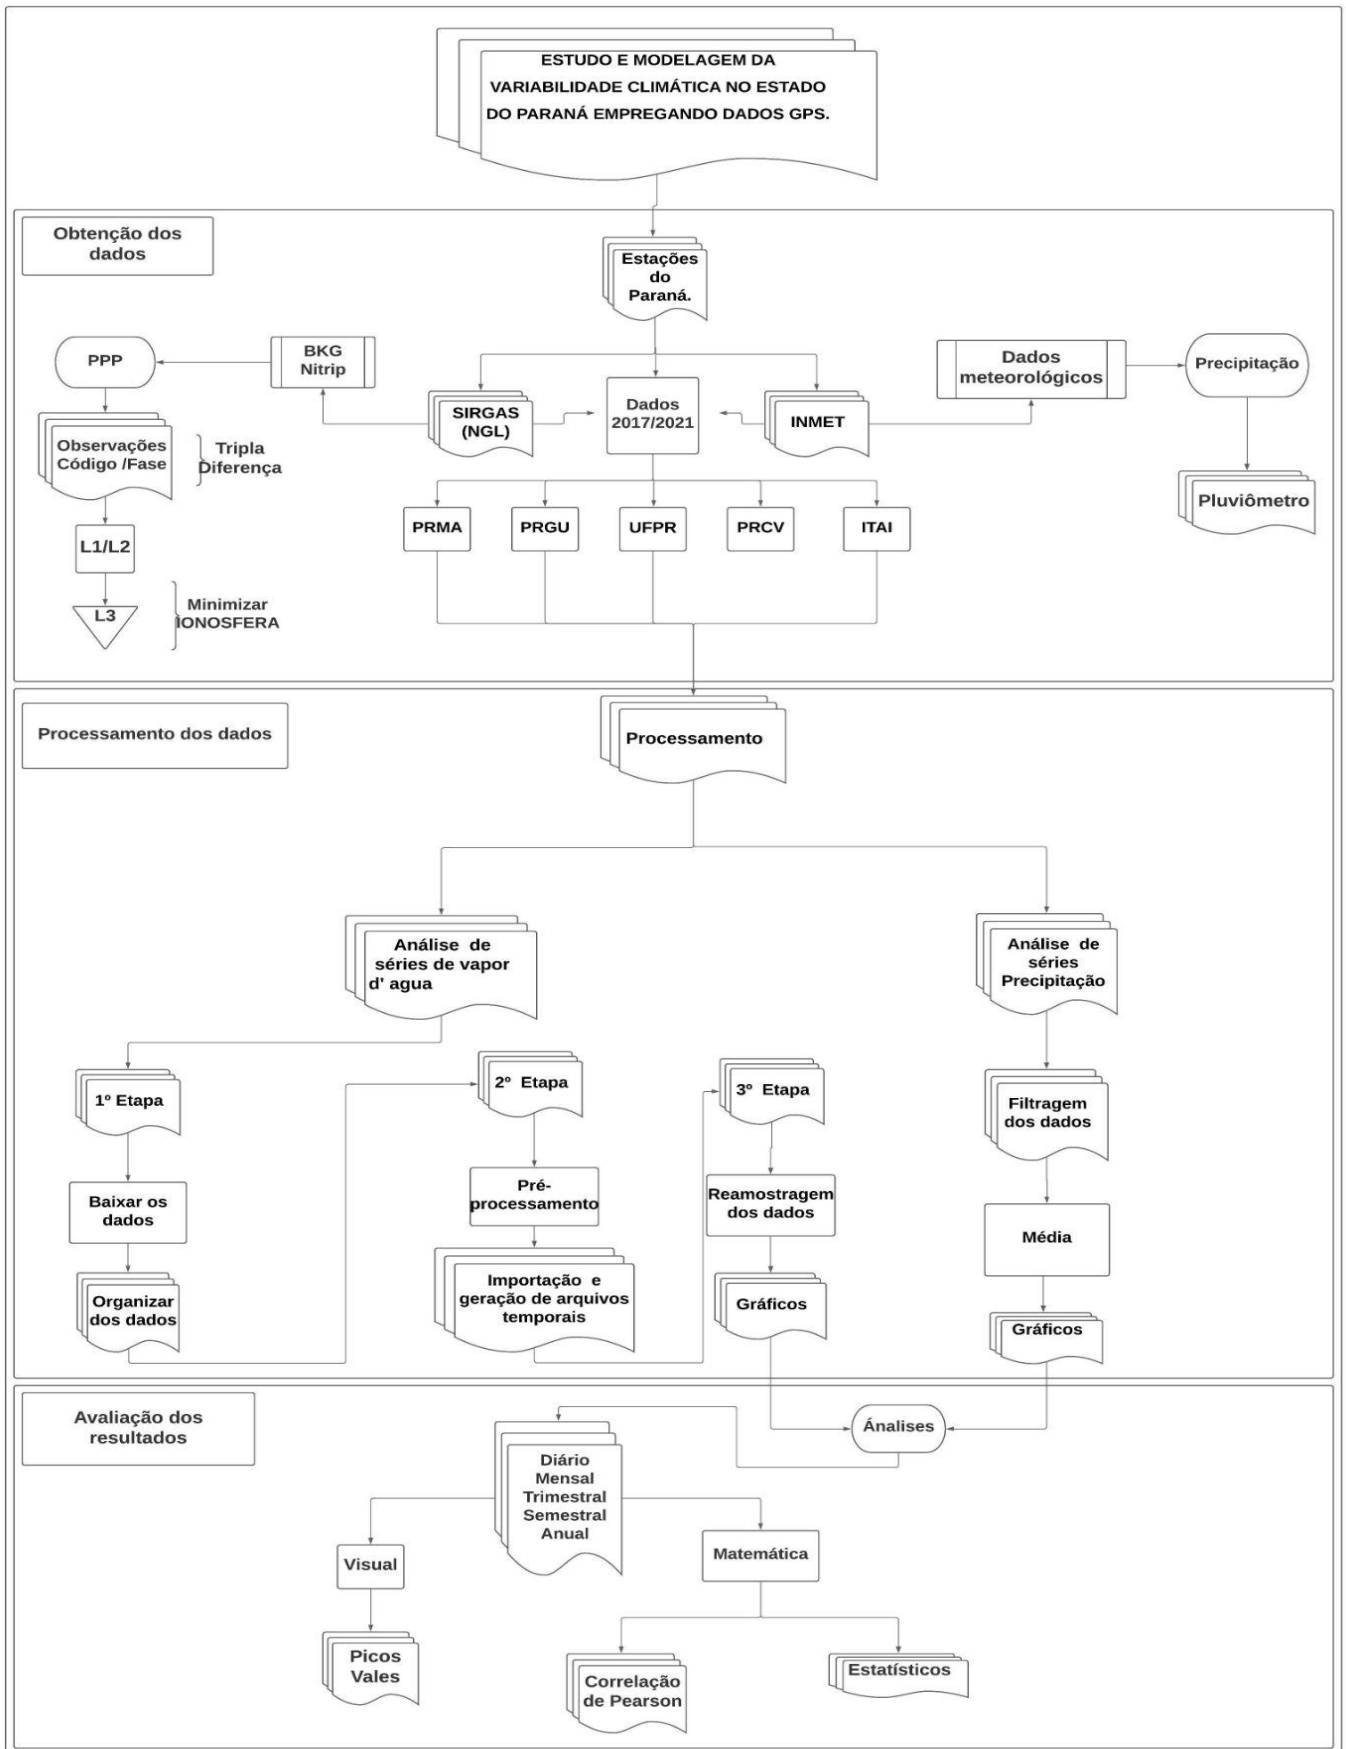 ESTUDO E MODELAGEM DA
VARIABILIDADE CLIMÁTICA NO ESTADO
DO PARANÁ EMPREGANDO DADOS GPS.
Obtenção dos
dados
Estações
do
Paraná.
PPP
BKG
Nitrip
SIRGAS
(NGL)
Dados
2017/2021
INMET
Dados
meteorológicos
Precipitação
Observações
Código /Fase
Tripla
Diferença
Pluviômetro
L1/L2
PRMA
PRGU
UFPR
PRCV
ITAI
L3
Minimizar
IONOSFERA
Processamento dos dados
Processamento
Análise de
séries de vapor
d' agua
Análise de
séries
Precipitação
1º Etapa
2º Etapa
3º Etapa
Filtragem
dos dados
Baixar os
dados
Pré-
processamento
Reamostragem
dos dados
Média
Organizar
dos dados
Importação e
geração de arquivos
temporais
Gráficos
Gráficos
Avaliação dos
resultados
Ánalises
Diário
Mensal
Trimestral
Semestral
Anual
Visual
Matemática
Picos
Vales
Correlação
de Pearson
Estatísticos